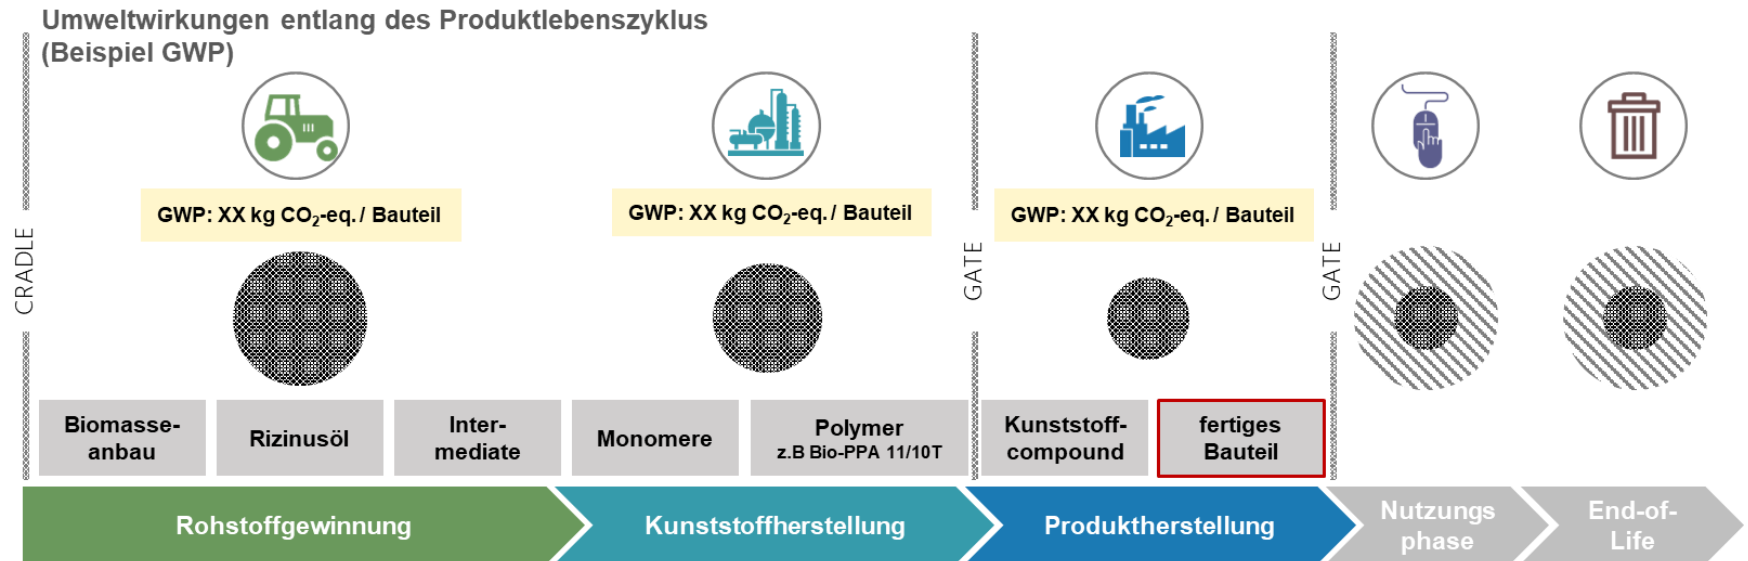 Umweltwirkungen entlang des Produktlebenszyklus
(Beispiel GWP)
CRADLE
GWP: XX kg CO₂-eq. / Bauteil
GWP: XX kg CO₂-eq. / Bauteil
GATE
GWP: XX kg CO₂-eq. / Bauteil
GATE
Biomasse-
anbau
Rizinusöl
Inter-
mediate
Monomere
Polymer
z.B Bio-PPA 11/10T
Kunststoff-
compound
fertiges
Bauteil
Rohstoffgewinnung
Kunststoffherstellung
Produktherstellung
Nutzungs
phase
End-of-
Life